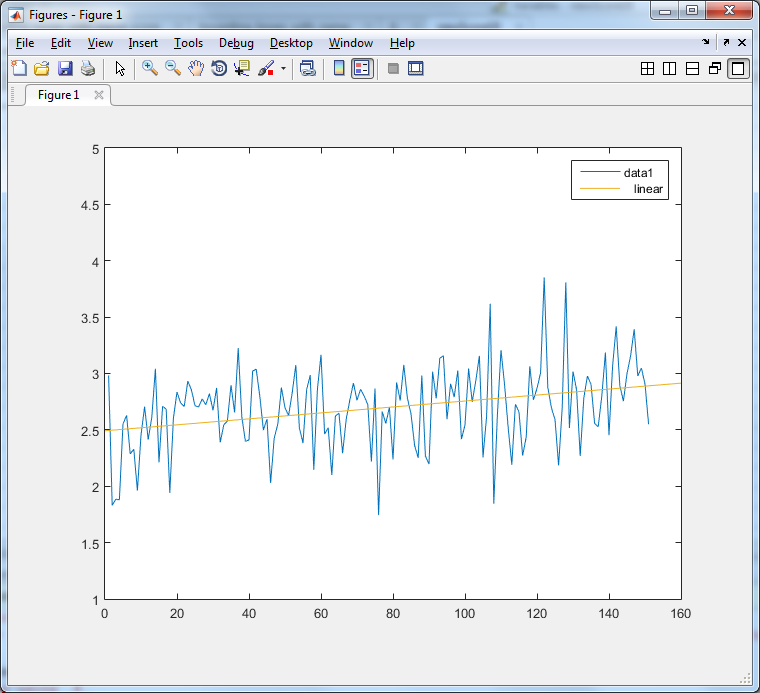 Figures - Figure 1
File Edit View Insert Tools Debug Desktop Window Help
Figure 1
5
4.5
4
3.5
3
2.5
2
1.5
1
0 20 40 60 80 100 120 140 160
data1
linear